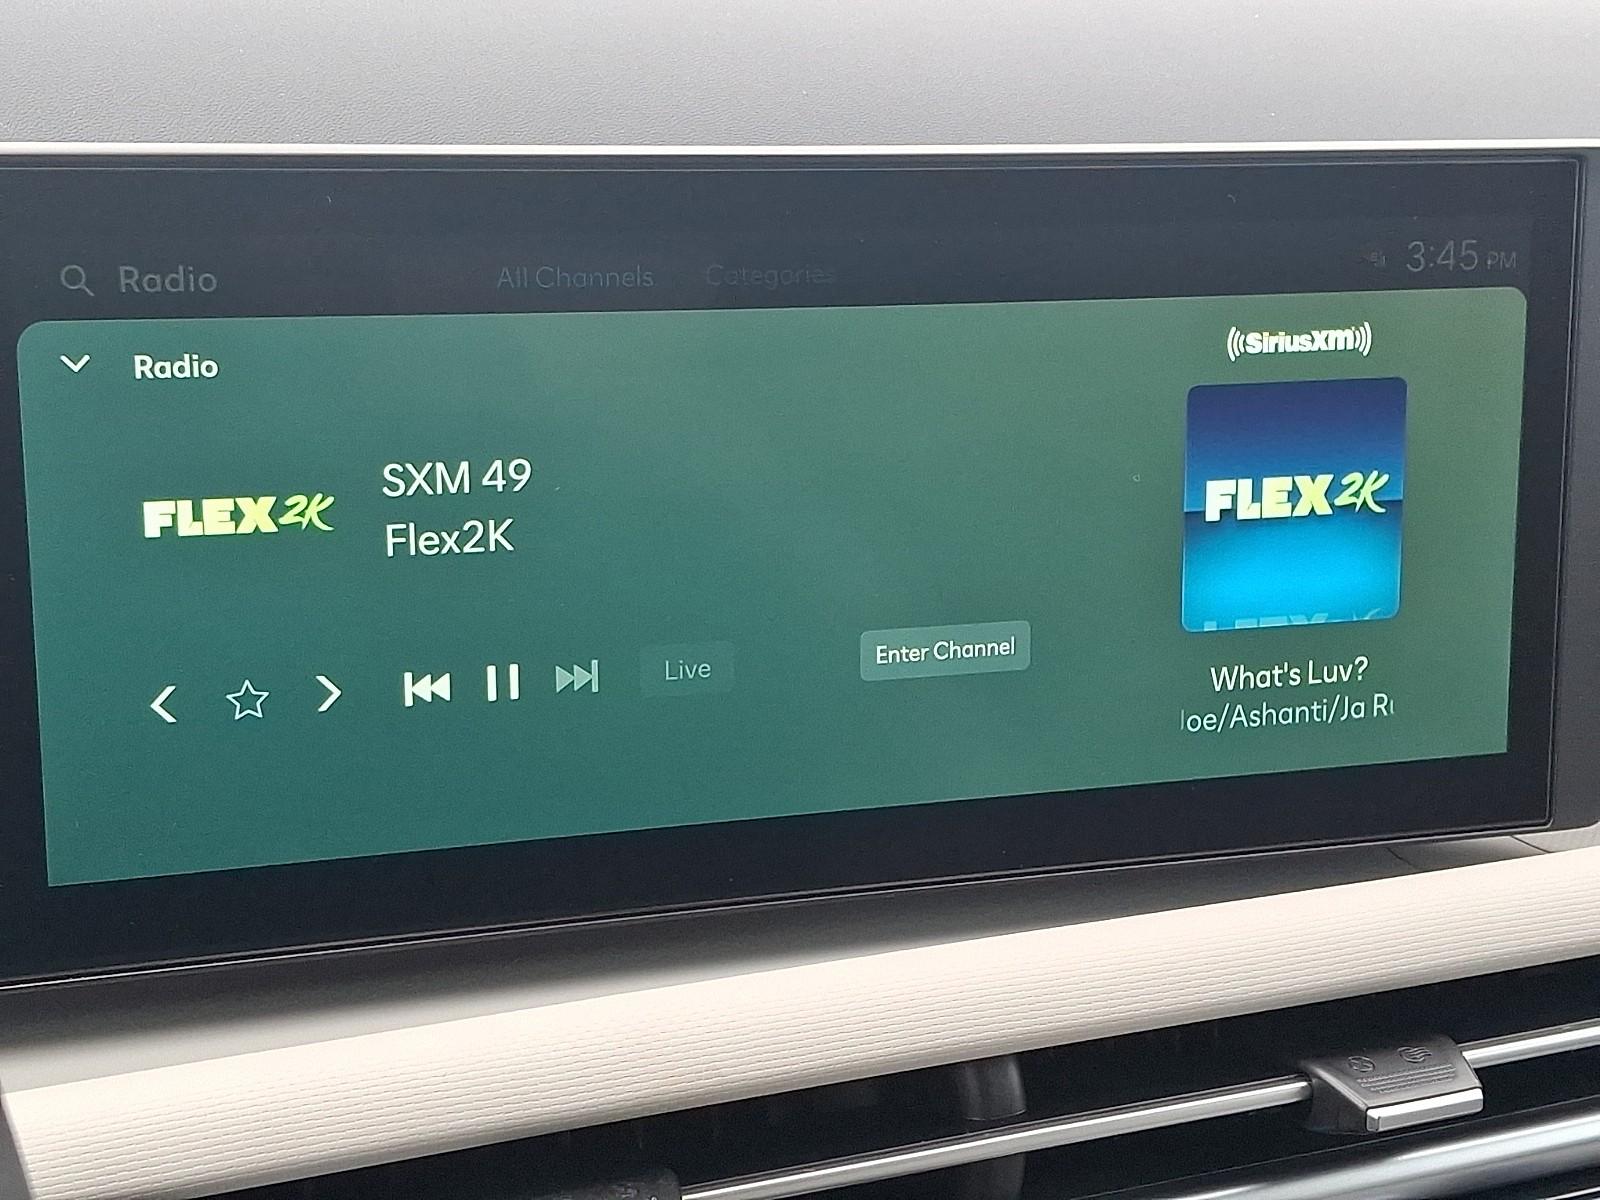 Radio
All Channels
Categories
3:45 PM
Radio
SiriusXM
FLEX2K
SXM 49
Flex2K
FLEX2K
Live
Enter Channel
What's Luv?
Joe/Ashanti/Ja Ru